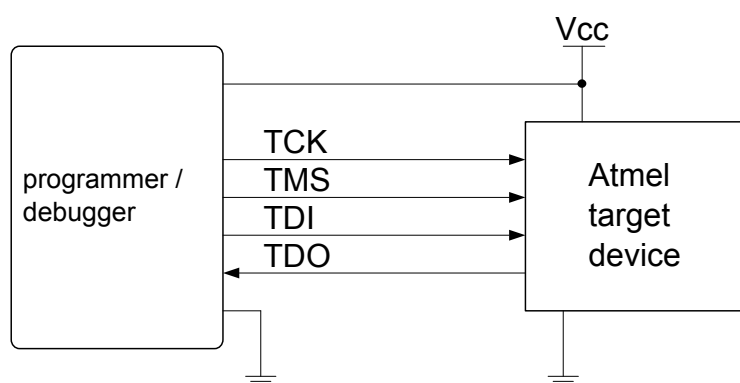 Vcc
programmer /
debugger
TCK
TMS
TDI
TDO
Atmel
target
device